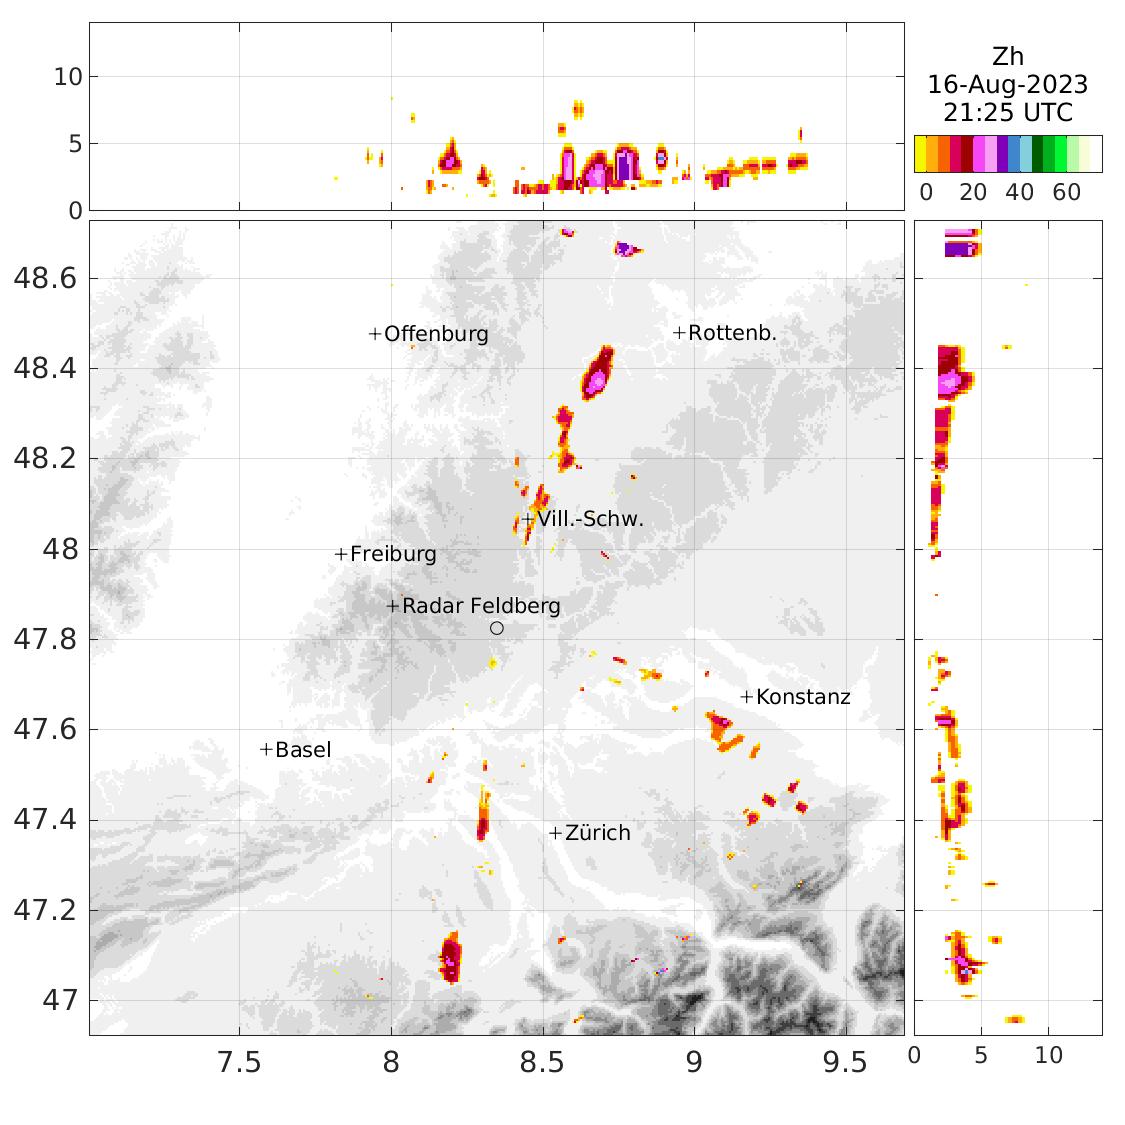 Zh
16-Aug-2023
21:25 UTC
0 20 40 60
10
5
0
48.6
48.4
48.2
48
47.8
47.6
47.4
47.2
47
Offenburg
Rottenb.
Vill.-Schw.
Freiburg
Radar Feldberg
Konstanz
Basel
Zürich
7.5 8 8.5 9 9.5
0 5 10